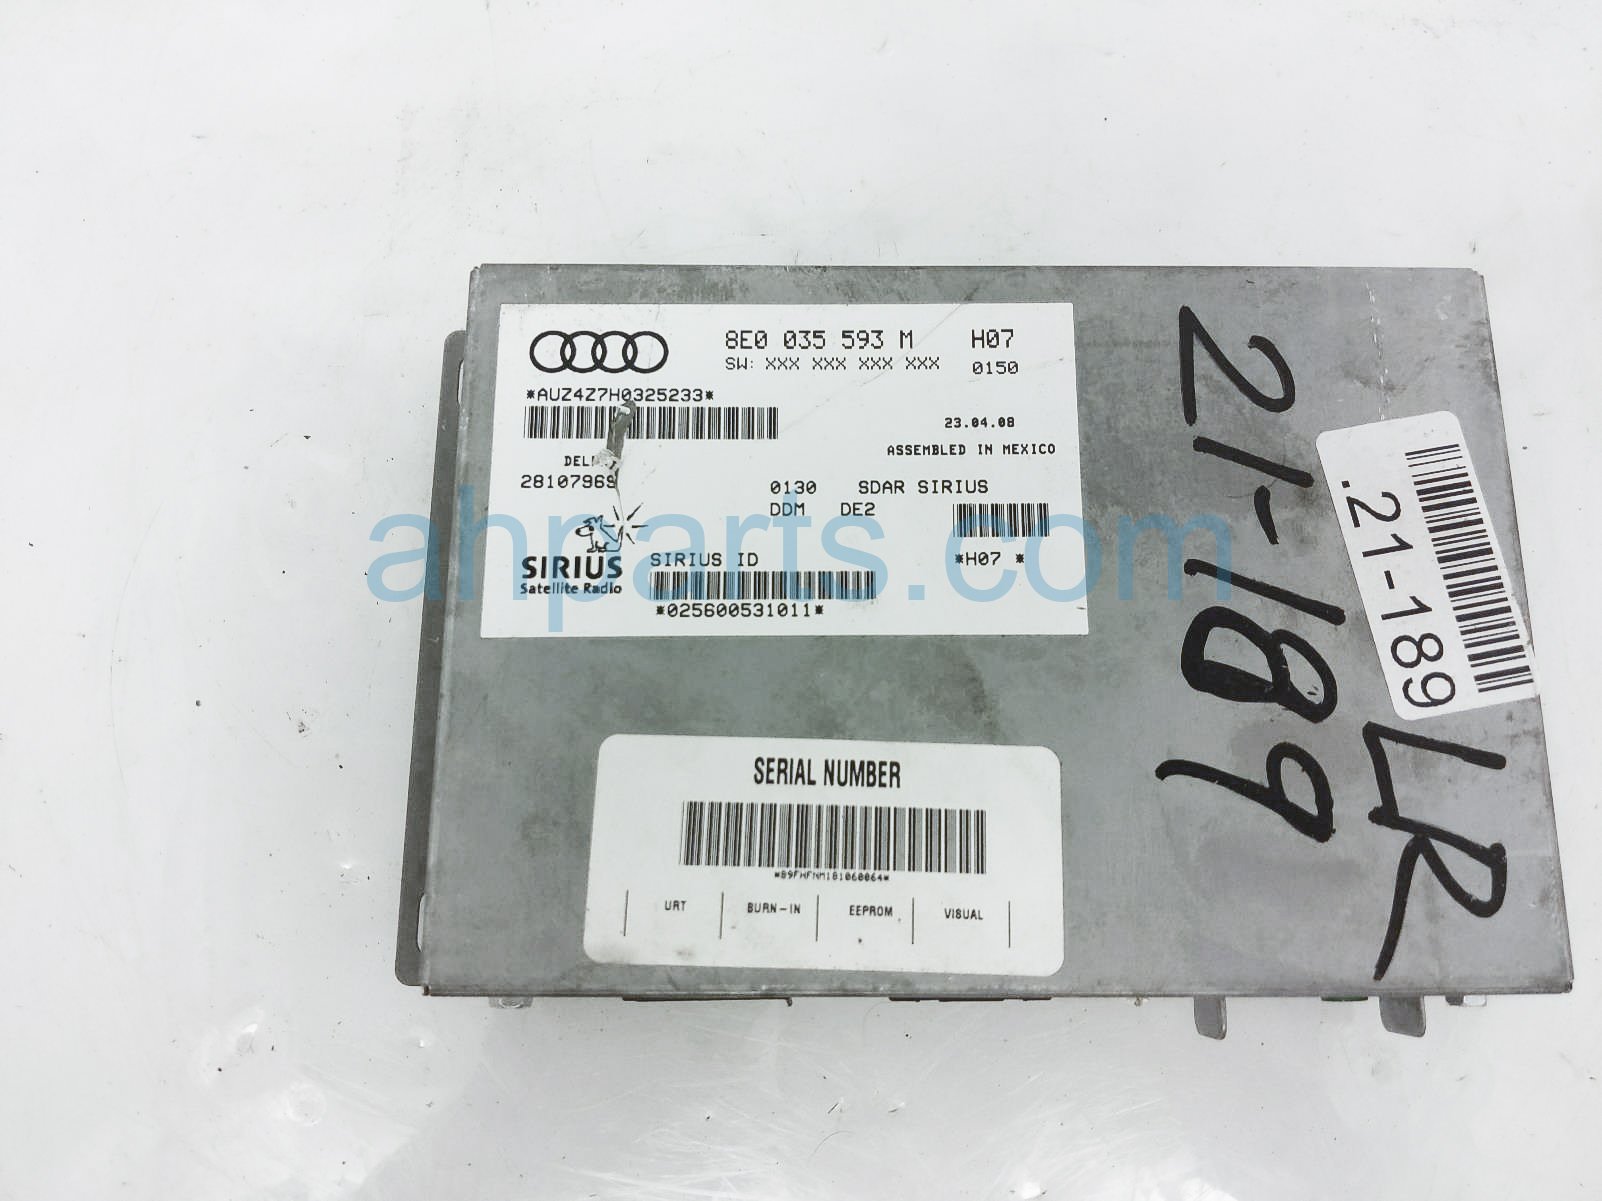 8E0 035 593 M H07
SW: XXX XXX XXX XXX 0150
*AUZ4Z7H0325233*
23.04.08
ASSEMBLED IN MEXICO
28107969
0130 SDAR SIRIUS
DDM DE2
SIRIUS ID
*H07 *
SIRIUS
Satellite Radio
*025600531011*
ahparts.com
SERIAL NUMBER
*89FHFNM181060064*
URT BURN-IN EEPROM VISUAL
21-189
LR
.21-189